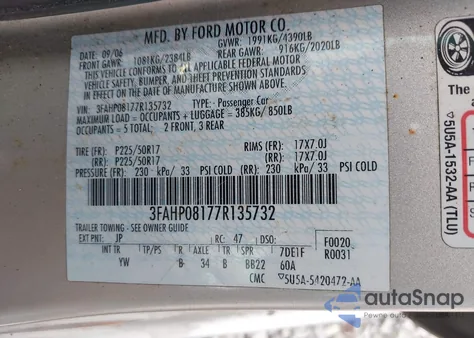 MFD. BY FORD MOTOR CO.
DATE: 09/06 GVWR: 1991KG/4390LB
FRONT GAWR: 1081KG/2384LB REAR GAWR: 916KG/2020LB
THIS VEHICLE CONFORMS TO ALL APPLICABLE FEDERAL MOTOR
VEHICLE SAFETY, BUMPER, AND THEFT PREVENTION STANDARDS IN
EFFECT ON THE DATE OF MANUFACTURE SHOWN ABOVE.
VIN: 3FAHP08177R135732 TYPE: Passenger Car
MAXIMUM LOAD = OCCUPANTS + LUGGAGE = 385KG/850LB
OCCUPANTS = 5 TOTAL: 2 FRONT, 3 REAR
TIRE (FF): P225/50R17 RIMS (FF): 17X7.0J
(RR): P225/50R17 (RR): 17X7.0J
(FF): 230 kPa/ 33 PSI COLD (RR): 230 kPa/ 33 PSI COLD
3FAHP08177R135732
TRAILER TOWING - SEE OWNER GUIDE
EXT PNT: JP RC: 47 DSO: F0020
INT TR TP/PS R AXLE TR SPR 7DE1F R0031
YW B 34 B BB22 60A
CMC 5U5A-5420472-AA
The
5U5A-1532-AA (TLU)
autoSnap